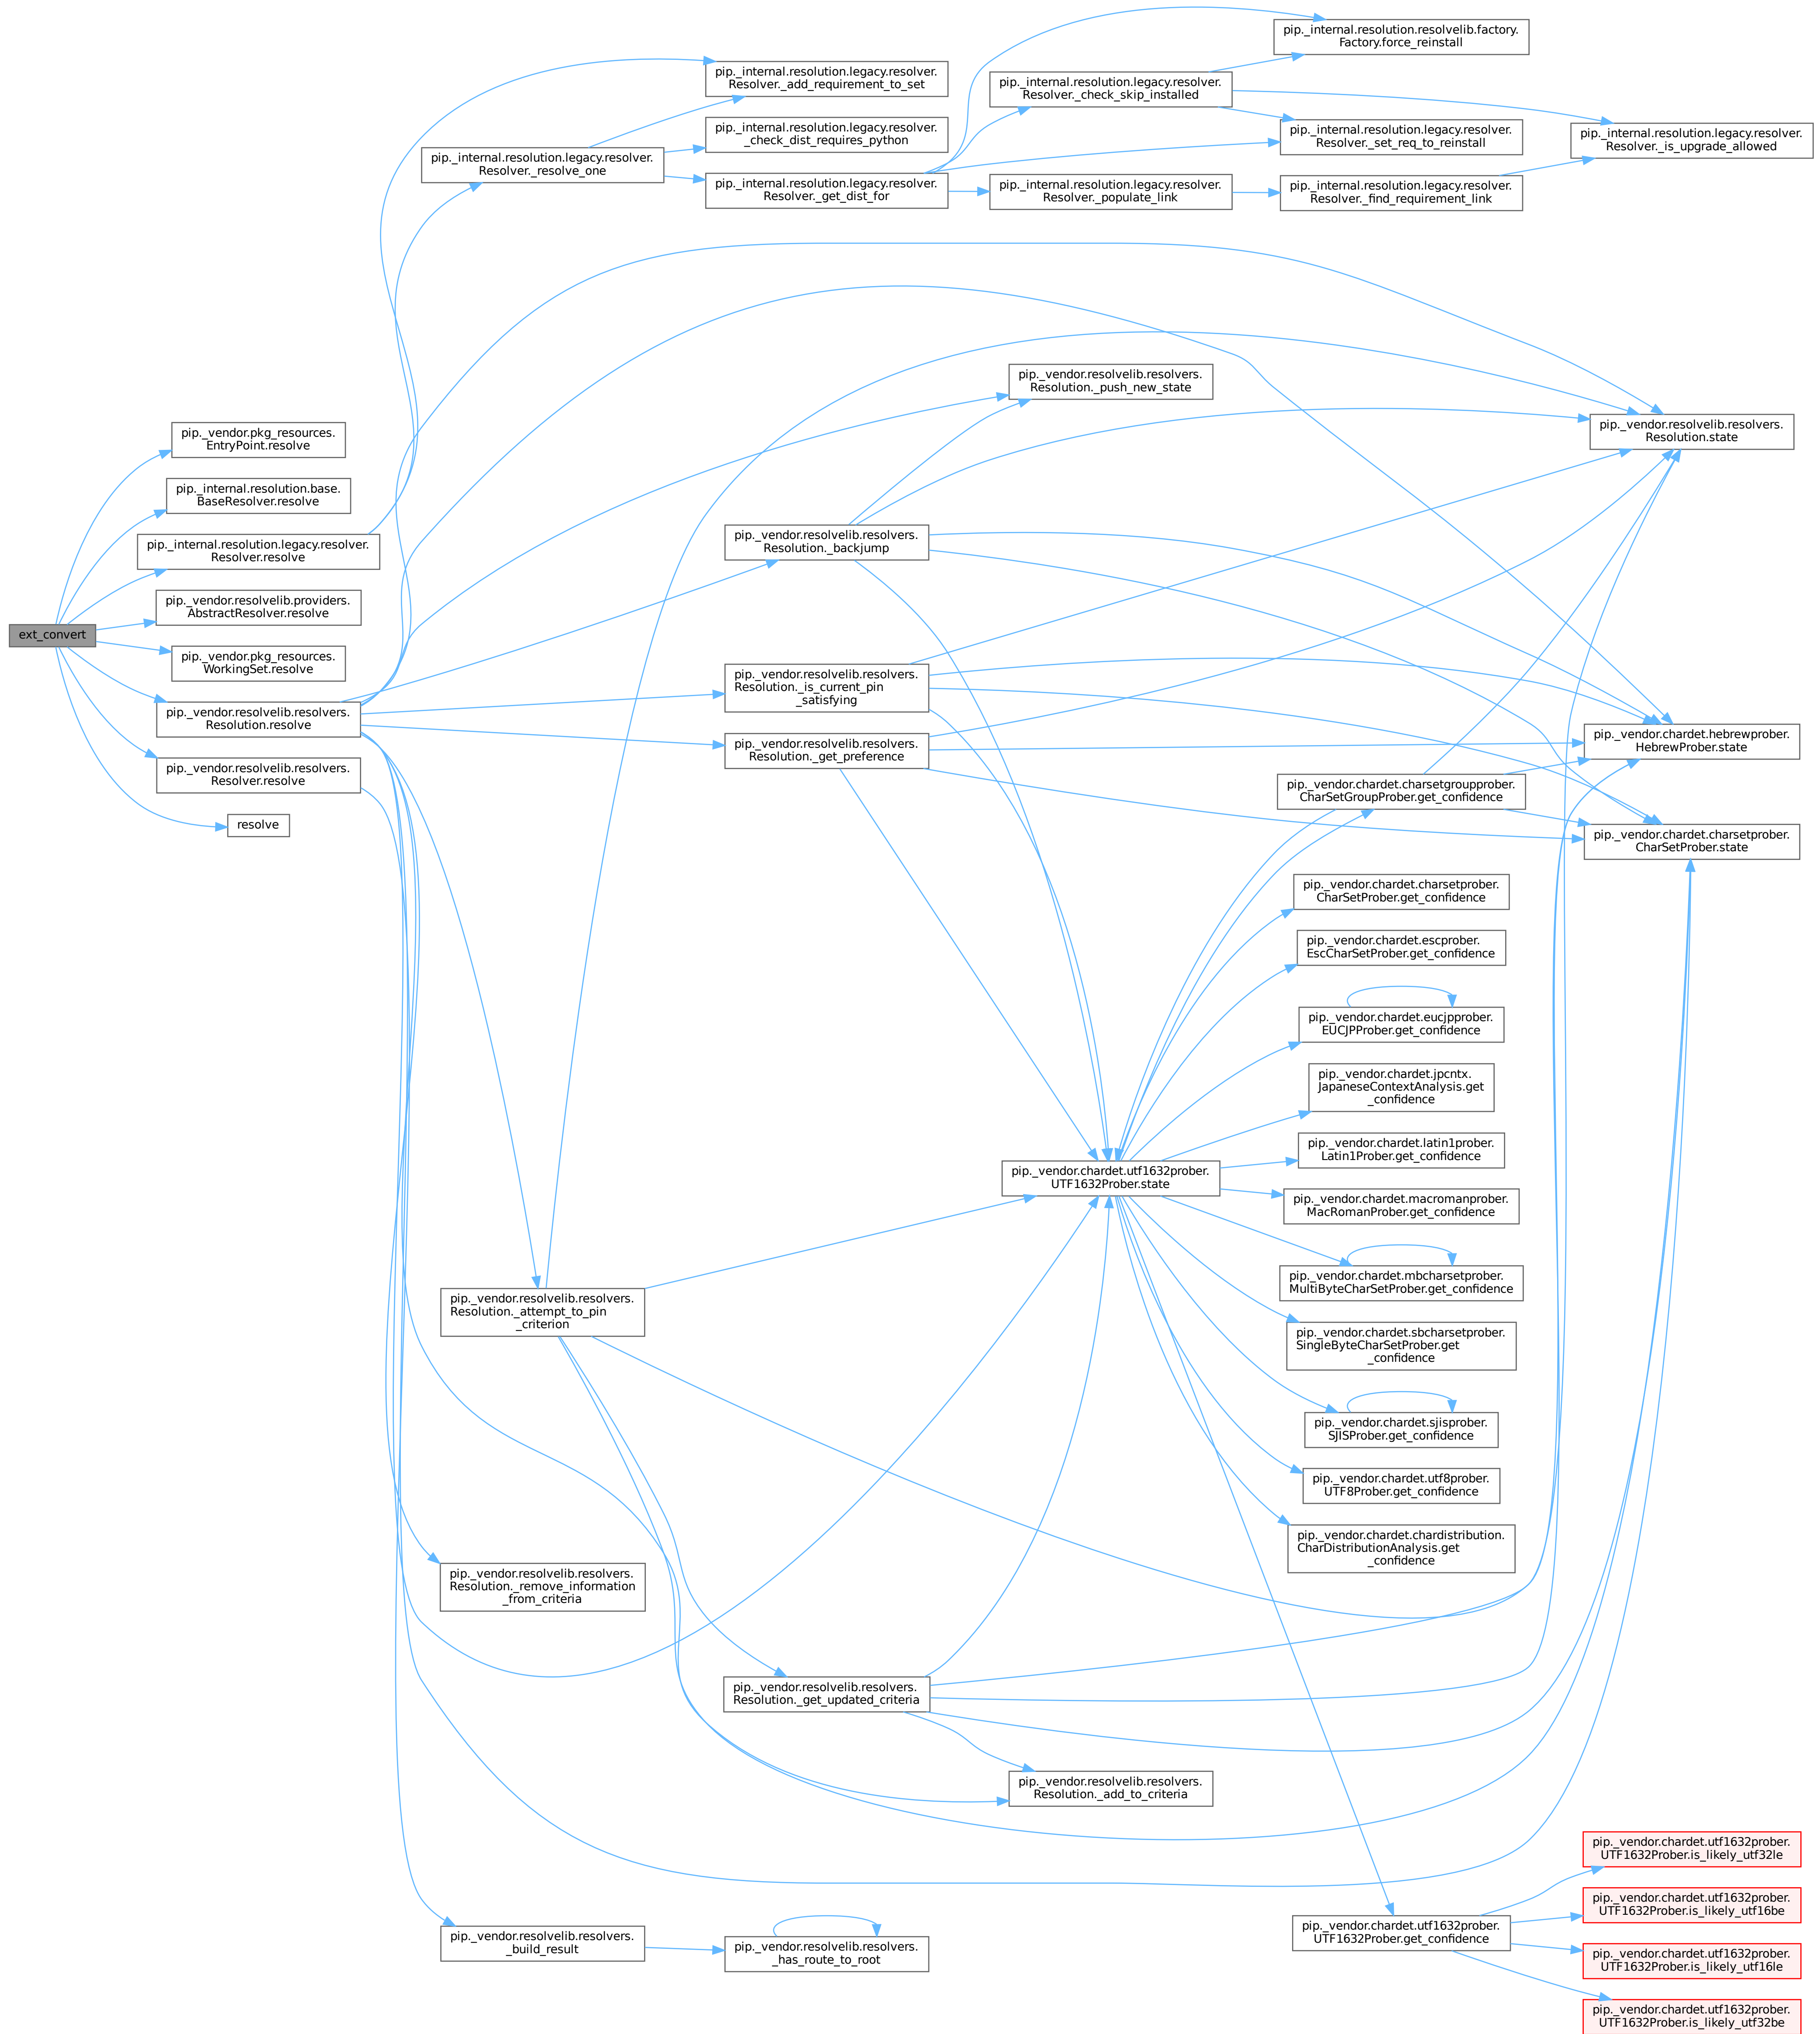 ext_convert
pip._vendor.pkg_resources.
EntryPoint.resolve
pip._internal.resolution.base.
BaseResolver.resolve
pip._internal.resolution.legacy.resolver.
Resolver.resolve
pip._vendor.resolvelib.providers.
AbstractResolver.resolve
pip._vendor.pkg_resources.
WorkingSet.resolve
pip._vendor.resolvelib.resolvers.
Resolution.resolve
pip._vendor.resolvelib.resolvers.
Resolver.resolve
resolve
pip._internal.resolution.legacy.resolver.
Resolver._resolve_one
pip._vendor.resolvelib.resolvers.
Resolution._attempt_to_pin
_criterion
pip._vendor.resolvelib.resolvers.
Resolution._remove_information
_from_criteria
pip._vendor.resolvelib.resolvers.
_build_result
pip._internal.resolution.legacy.resolver.
Resolver._add_requirement_to_set
pip._internal.resolution.legacy.resolver.
_check_dist_requires_python
pip._internal.resolution.legacy.resolver.
Resolver._get_dist_for
pip._vendor.resolvelib.resolvers.
Resolution._backjump
pip._vendor.resolvelib.resolvers.
Resolution._is_current_pin
_satisfying
pip._vendor.resolvelib.resolvers.
Resolution._get_preference
pip._vendor.resolvelib.resolvers.
Resolution._get_updated_criteria
pip._vendor.resolvelib.resolvers.
_has_route_to_root
pip._internal.resolution.legacy.resolver.
Resolver._check_skip_installed
pip._internal.resolution.legacy.resolver.
Resolver._populate_link
pip._vendor.resolvelib.resolvers.
Resolution._push_new_state
pip._vendor.chardet.utf1632prober.
UTF1632Prober.state
pip._vendor.resolvelib.resolvers.
Resolution._add_to_criteria
pip._internal.resolution.resolvelib.factory.
Factory.force_reinstall
pip._internal.resolution.legacy.resolver.
Resolver._set_req_to_reinstall
pip._internal.resolution.legacy.resolver.
Resolver._find_requirement_link
pip._vendor.chardet.charsetgroupprober.
CharSetGroupProber.get_confidence
pip._vendor.chardet.charsetprober.
CharSetProber.get_confidence
pip._vendor.chardet.escprober.
EscCharSetProber.get_confidence
pip._vendor.chardet.eucjpprober.
EUCJPProber.get_confidence
pip._vendor.chardet.jpcntx.
JapaneseContextAnalysis.get
_confidence
pip._vendor.chardet.latin1prober.
Latin1Prober.get_confidence
pip._vendor.chardet.macromanprober.
MacRomanProber.get_confidence
pip._vendor.chardet.mbcharsetprober.
MultiByteCharSetProber.get_confidence
pip._vendor.chardet.sbcharsetprober.
SingleByteCharSetProber.get
_confidence
pip._vendor.chardet.sjisprober.
SJISProber.get_confidence
pip._vendor.chardet.utf8prober.
UTF8Prober.get_confidence
pip._vendor.chardet.chardistribution.
CharDistributionAnalysis.get
_confidence
pip._vendor.chardet.utf1632prober.
UTF1632Prober.get_confidence
pip._internal.resolution.legacy.resolver.
Resolver._is_upgrade_allowed
pip._vendor.resolvelib.resolvers.
Resolution.state
pip._vendor.chardet.hebrewprober.
HebrewProber.state
pip._vendor.chardet.charsetprober.
CharSetProber.state
pip._vendor.chardet.utf1632prober.
UTF1632Prober.is_likely_utf32le
pip._vendor.chardet.utf1632prober.
UTF1632Prober.is_likely_utf16be
pip._vendor.chardet.utf1632prober.
UTF1632Prober.is_likely_utf16le
pip._vendor.chardet.utf1632prober.
UTF1632Prober.is_likely_utf32be